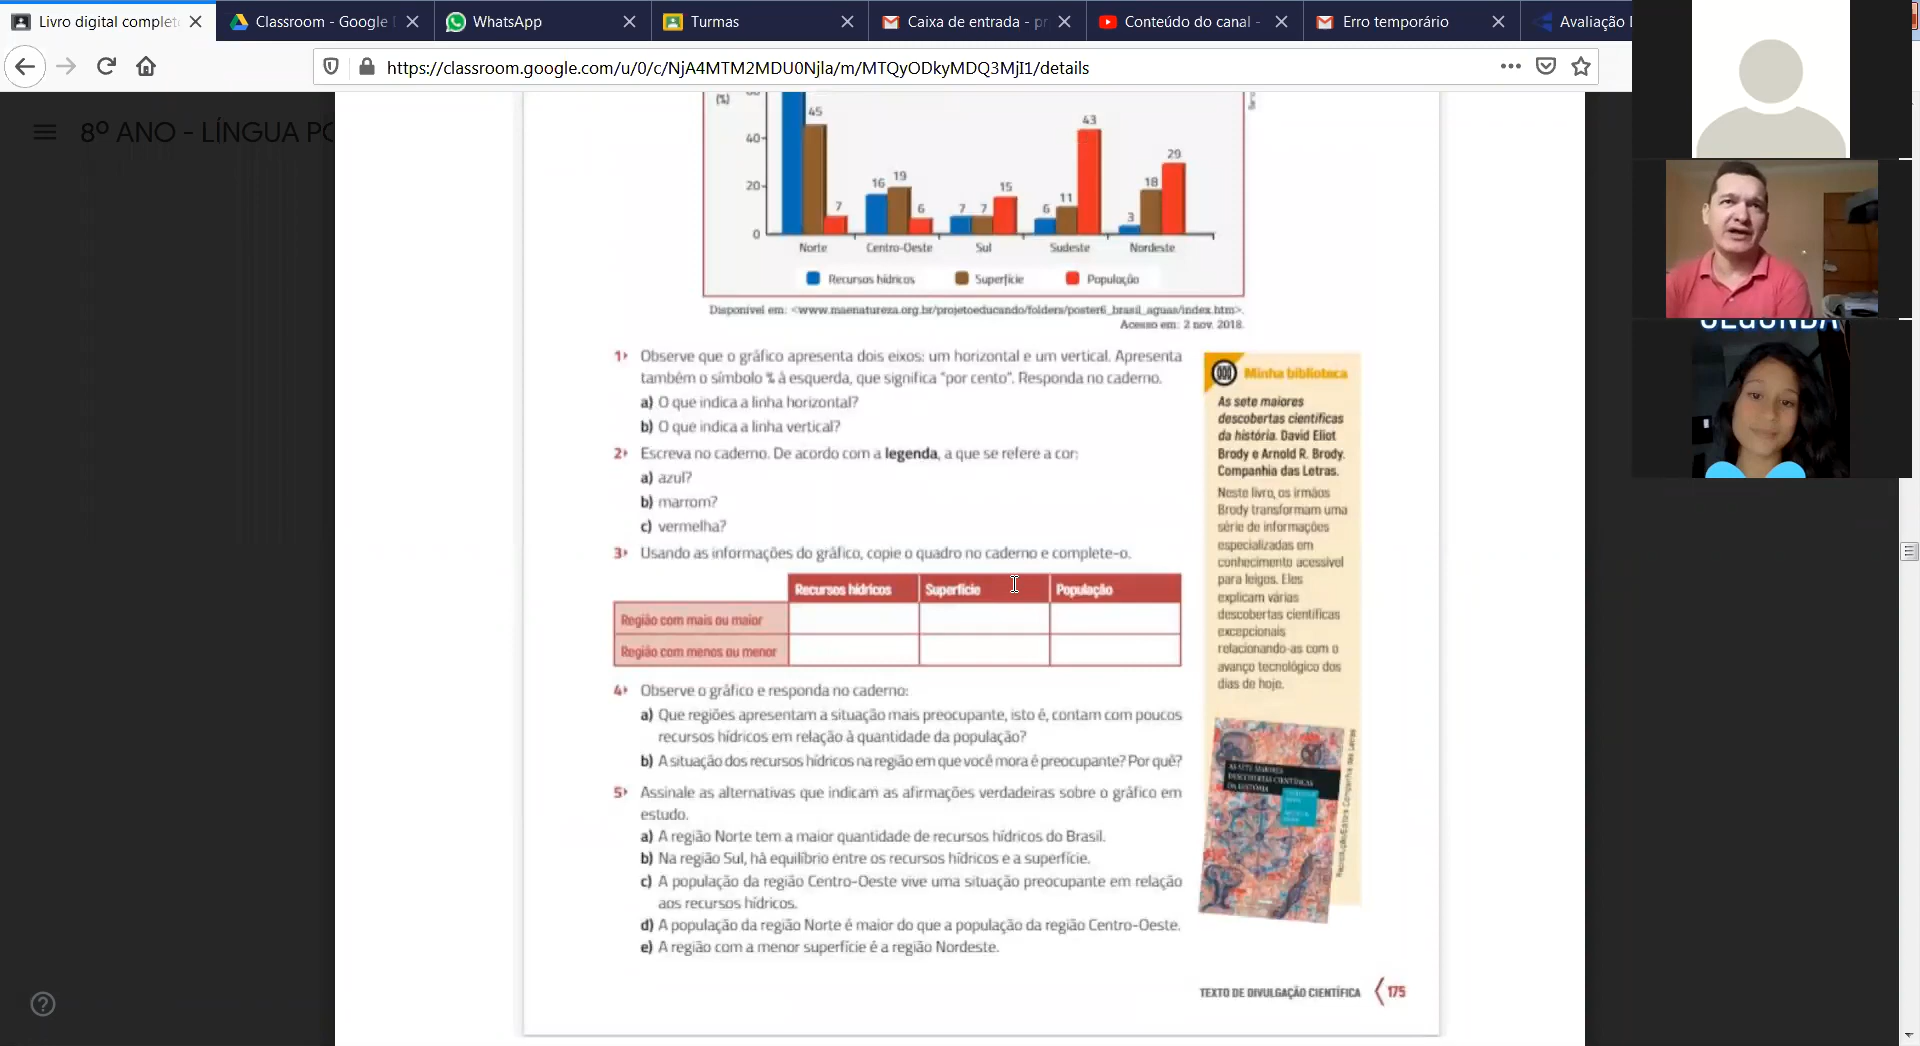 Livro digital complet
Classroom - Google
WhatsApp
Turmas
Caixa de entrada - pr
Conteúdo do canal -
Erro temporário
Avaliação
https://classroom.google.com/u/0/c/NjA4MTM2MDU0Njla/m/MTQyODkyMDQ3MjI1/details
8º ANO - LÍNGUA PO
(%)
60
45
40
20
0
7
16
19
6
7
7
15
6
11
43
3
18
29
Norte
Centro-Oeste
Sul
Sudeste
Nordeste
Recursos hídricos
Superfície
População
Disponível em: <www.maenatureza.org.br/projetoeducando/folders/poster6_brasil_aguas/index.htm>.
Acesso em: 2 nov. 2018.
1 Observe que o gráfico apresenta dois eixos: um horizontal e um vertical. Apresenta
também o símbolo % à esquerda, que significa "por cento". Responda no caderno.
a) O que indica a linha horizontal?
b) O que indica a linha vertical?
2 Escreva no caderno. De acordo com a legenda, a que se refere a cor:
a) azul?
b) marrom?
c) vermelha?
3 Usando as informações do gráfico, copie o quadro no caderno e complete-o.
Recursos hídricos
Superfície
População
Região com mais ou maior
Região com menos ou menor
4 Observe o gráfico e responda no caderno:
a) Que regiões apresentam a situação mais preocupante, isto é, contam com poucos
recursos hídricos em relação à quantidade da população?
b) A situação dos recursos hídricos na região em que você mora é preocupante? Por quê?
5 Assinale as alternativas que indicam as afirmações verdadeiras sobre o gráfico em
estudo.
a) A região Norte tem a maior quantidade de recursos hídricos do Brasil.
b) Na região Sul, há equilíbrio entre os recursos hídricos e a superfície.
c) A população da região Centro-Oeste vive uma situação preocupante em relação
aos recursos hídricos.
d) A população da região Norte é maior do que a população da região Centro-Oeste.
e) A região com a menor superfície é a região Nordeste.
Minha biblioteca
As sete maiores
descobertas científicas
da história. David Eliot
Brody e Arnold R. Brody.
Companhia das Letras.
Neste livro, os irmãos
Brody transformam uma
série de informações
especializadas em
conhecimento acessível
para leigos. Eles
explicam várias
descobertas científicas
excepcionais
relacionando-as com o
avanço tecnológico dos
dias de hoje.
AS SETE MAIORES
DESCOBERTAS CIENTÍFICAS
DA HISTÓRIA
Reprodução/Editora Companhia das Letras
TEXTO DE DIVULGAÇÃO CIENTÍFICA
175
SEGUNDA